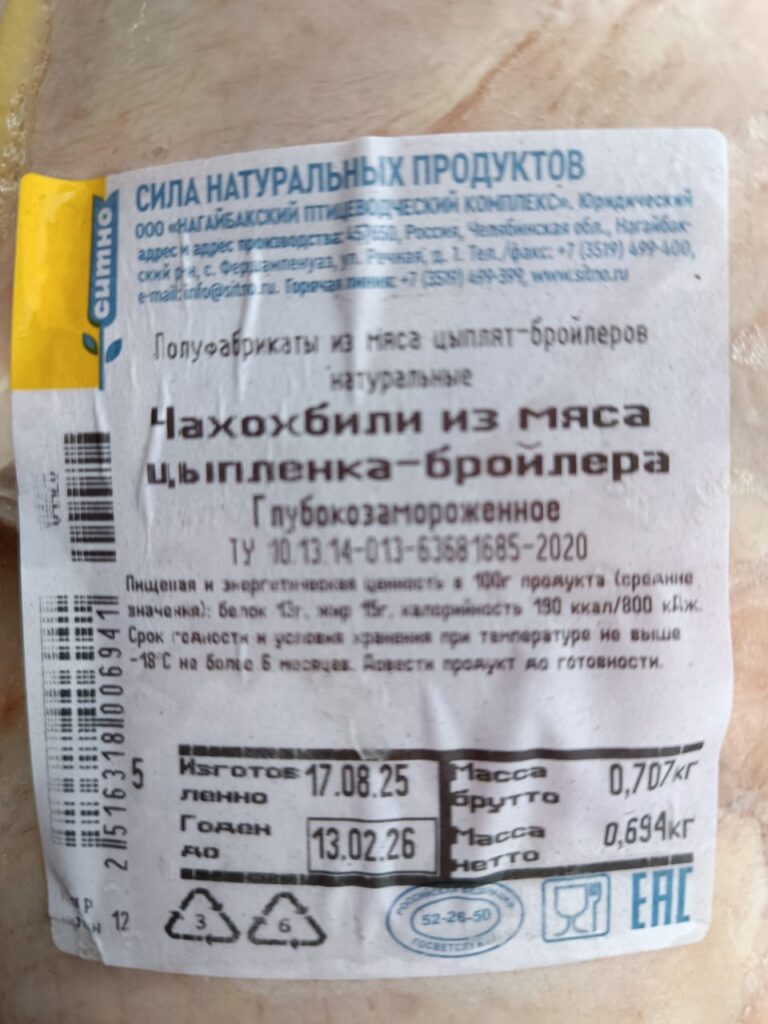 ситно
СИЛА НАТУРАЛЬНЫХ ПРОДУКТОВ
ООО «НАГАЙБАКСКИЙ ПТИЦЕВОДЧЕСКИЙ КОМПЛЕКС». Юридический
адрес и адрес производства: 457650, Россия, Челябинская обл., Нагайбак-
ский р-н, с. Фершампенуаз, ул. Речная, д. 1. Тел./факс: +7 (3519) 499-400,
e-mail: info@sitno.ru. Горячая линия: +7 (3519) 499-399, www.sitno.ru
Полуфабрикаты из мяса цыплят-бройлеров
натуральные
Чахохбили из мяса
цыпленка-бройлера
Глубокозамороженное
ТУ 10.13.14-013-63681685-2020
Пищевая и энергетическая ценность в 100г продукта (средние
значения): белок 13г, жир 15г, калорийность 190 ккал/800 кДж.
Срок годности и условия хранения при температуре не выше
-18°С не более 6 месяцев. Довести продукт до готовности.
2 516318 006941 5
Изготов
ленно
17.08.25
Годен
до
13.02.26
Масса
брутто
0,707кг
Масса
нетто
0,694кг
12
3
6
РОССИЙСКАЯ ФЕДЕРАЦИЯ
52-26-50
EAC